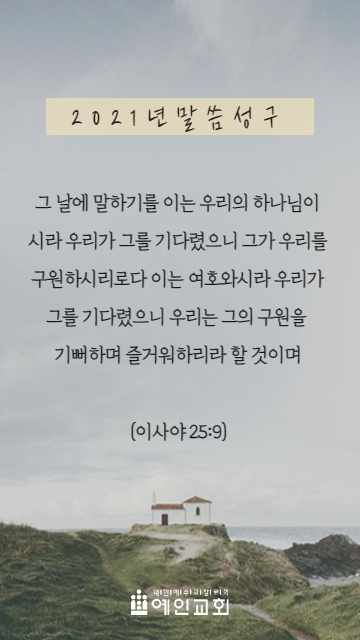 2021년말씀성구
그 날에 말하기를 이는 우리의 하나님이
시라 우리가 그를 기다렸으니 그가 우리를
구원하시리로다 이는 여호와시라 우리가
그를 기다렸으니 우리는 그의 구원을
기뻐하며 즐거워하리라 할 것이며
(이사야 25:9)
예인교회